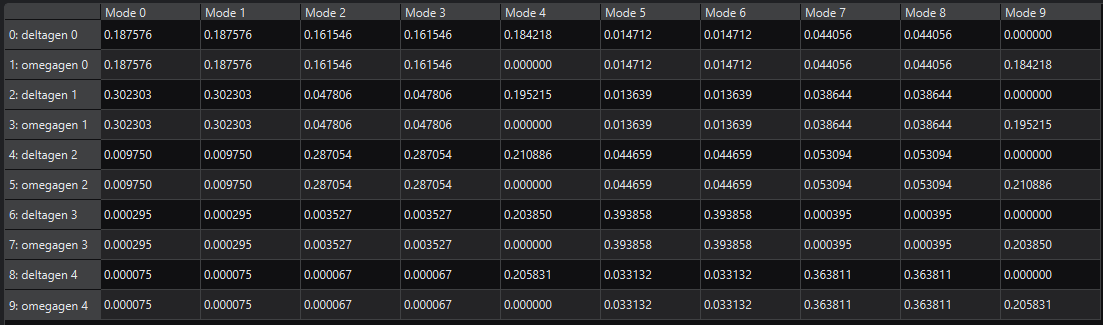 Mode 0 Mode 1 Mode 2 Mode 3 Mode 4 Mode 5 Mode 6 Mode 7 Mode 8 Mode 9
0: deltagen 0 0.187576 0.187576 0.161546 0.161546 0.184218 0.014712 0.014712 0.044056 0.044056 0.000000
1: omegagen 0 0.187576 0.187576 0.161546 0.161546 0.000000 0.014712 0.014712 0.044056 0.044056 0.184218
2: deltagen 1 0.302303 0.302303 0.047806 0.047806 0.195215 0.013639 0.013639 0.038644 0.038644 0.000000
3: omegagen 1 0.302303 0.302303 0.047806 0.047806 0.000000 0.013639 0.013639 0.038644 0.038644 0.195215
4: deltagen 2 0.009750 0.009750 0.287054 0.287054 0.210886 0.044659 0.044659 0.053094 0.053094 0.000000
5: omegagen 2 0.009750 0.009750 0.287054 0.287054 0.000000 0.044659 0.044659 0.053094 0.053094 0.210886
6: deltagen 3 0.000295 0.000295 0.003527 0.003527 0.203850 0.393858 0.393858 0.000395 0.000395 0.000000
7: omegagen 3 0.000295 0.000295 0.003527 0.003527 0.000000 0.393858 0.393858 0.000395 0.000395 0.203850
8: deltagen 4 0.000075 0.000075 0.000067 0.000067 0.205831 0.033132 0.033132 0.363811 0.363811 0.000000
9: omegagen 4 0.000075 0.000075 0.000067 0.000067 0.000000 0.033132 0.033132 0.363811 0.363811 0.205831